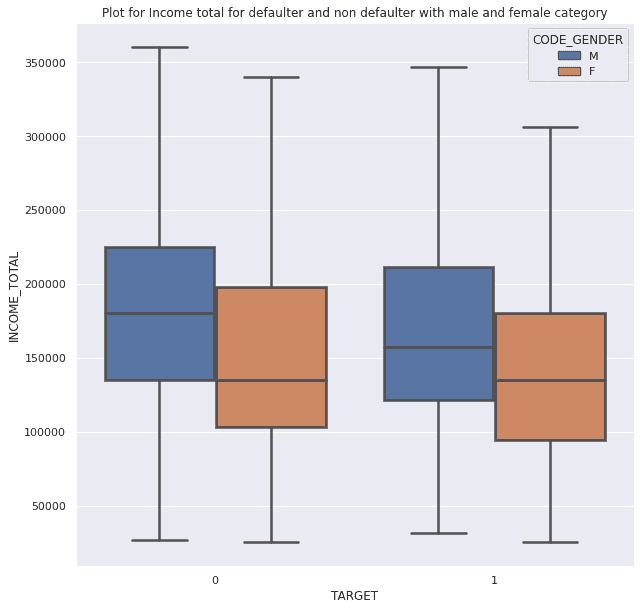 Plot for Income total for defaulter and non defaulter with male and female category
CODE_GENDER
M
F
350000
300000
250000
200000
150000
100000
50000
INCOME_TOTAL
0
1
TARGET